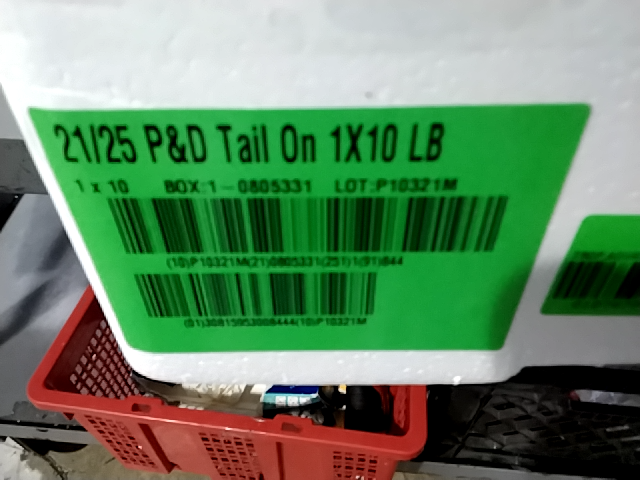 21/25 P&D Tail On 1X10 LB
1 x 10 BOX:1-0805331 LOT:P10321M
(10)P10321M(21)0805331(251)1(91)844
(01)30815953008444(10)P10321M